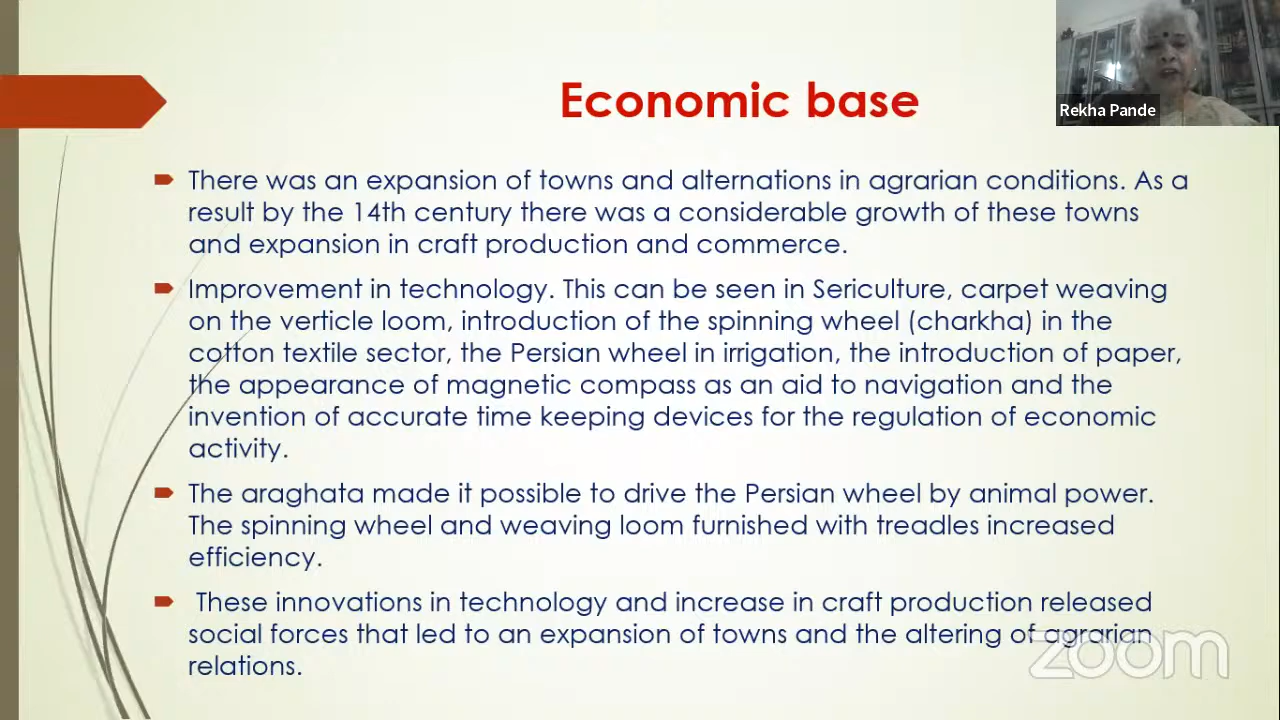 Economic base
Rekha Pande
There was an expansion of towns and alternations in agrarian conditions. As a
result by the 14th century there was a considerable growth of these towns
and expansion in craft production and commerce.
Improvement in technology. This can be seen in Sericulture, carpet weaving
on the verticle loom, introduction of the spinning wheel (charkha) in the
cotton textile sector, the Persian wheel in irrigation, the introduction of paper,
the appearance of magnetic compass as an aid to navigation and the
invention of accurate time keeping devices for the regulation of economic
activity.
The araghata made it possible to drive the Persian wheel by animal power.
The spinning wheel and weaving loom furnished with treadles increased
efficiency.
These innovations in technology and increase in craft production released
social forces that led to an expansion of towns and the altering of agrarian
relations.
zoom